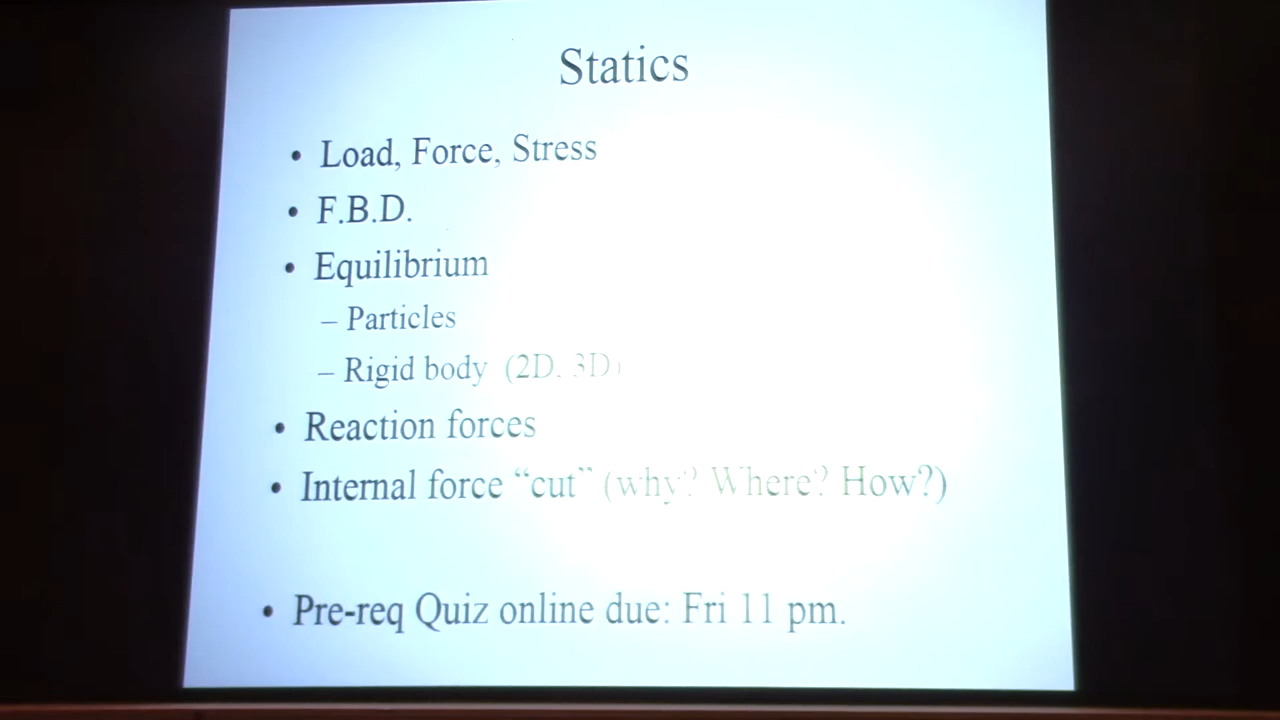 Statics
• Load, Force, Stress
• F.B.D.
• Equilibrium
– Particles
– Rigid body (2D, 3D)
• Reaction forces
• Internal force “cut” (why? Where? How?)
• Pre-req Quiz online due: Fri 11 pm.